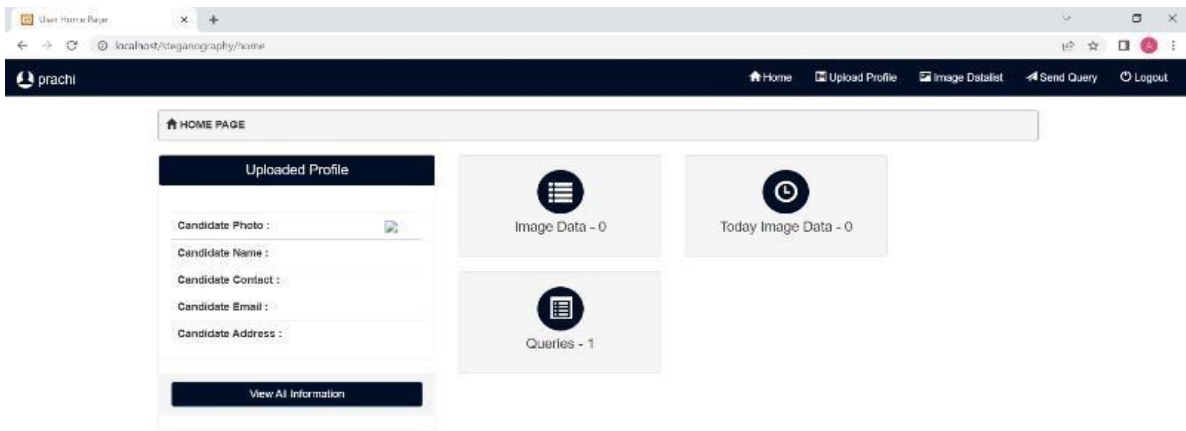 User Home Page
localhost/steganography/home
prachi
Home Upload Profile Image Datalist Send Query Logout
HOME PAGE
Uploaded Profile
Candidate Photo :
Candidate Name :
Candidate Contact :
Candidate Email :
Candidate Address :
View All Information
Image Data - 0
Today Image Data - 0
Queries - 1
A